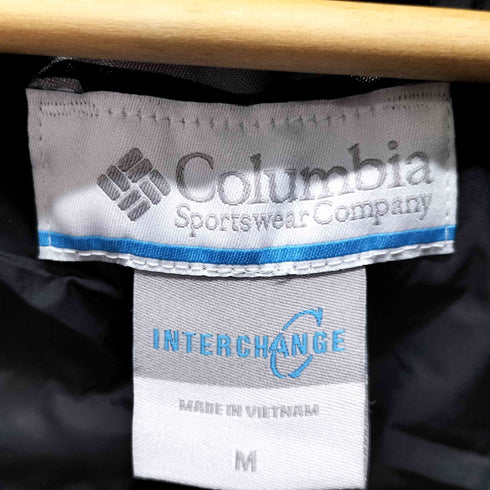 Columbia
Sportswear Company
INTERCHANGE
MADE IN VIETNAM
M